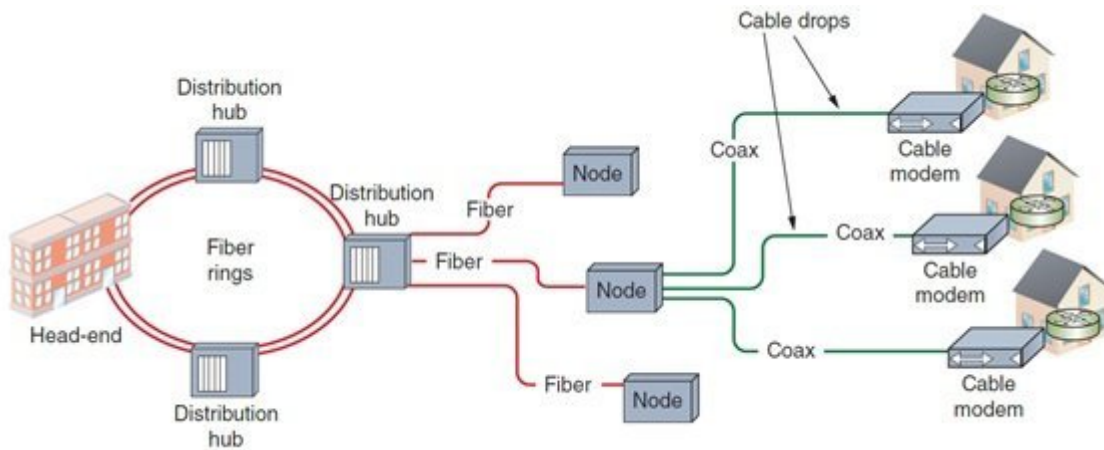 Cable drops
Distribution
hub
Coax
Cable
modem
Node
Distribution
hub
Fiber
Fiber
rings
Fiber
Coax
Cable
modem
Node
Head-end
Coax
Cable
modem
Fiber
Node
Distribution
hub